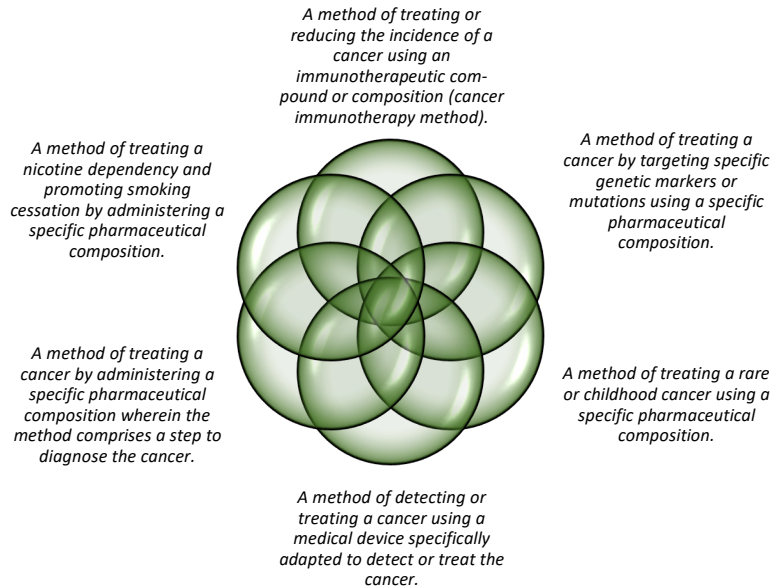 A method of treating or
reducing the incidence of a
cancer using an
immunotherapeutic com-
pound or composition (cancer
immunotherapy method).
A method of treating a
nicotine dependency and
promoting smoking
cessation by administering a
specific pharmaceutical
composition.
A method of treating a
cancer by targeting specific
genetic markers or
mutations using a specific
pharmaceutical
composition.
A method of treating a
cancer by administering a
specific pharmaceutical
composition wherein the
method comprises a step to
diagnose the cancer.
A method of treating a rare
or childhood cancer using a
specific pharmaceutical
composition.
A method of detecting or
treating a cancer using a
medical device specifically
adapted to detect or treat the
cancer.